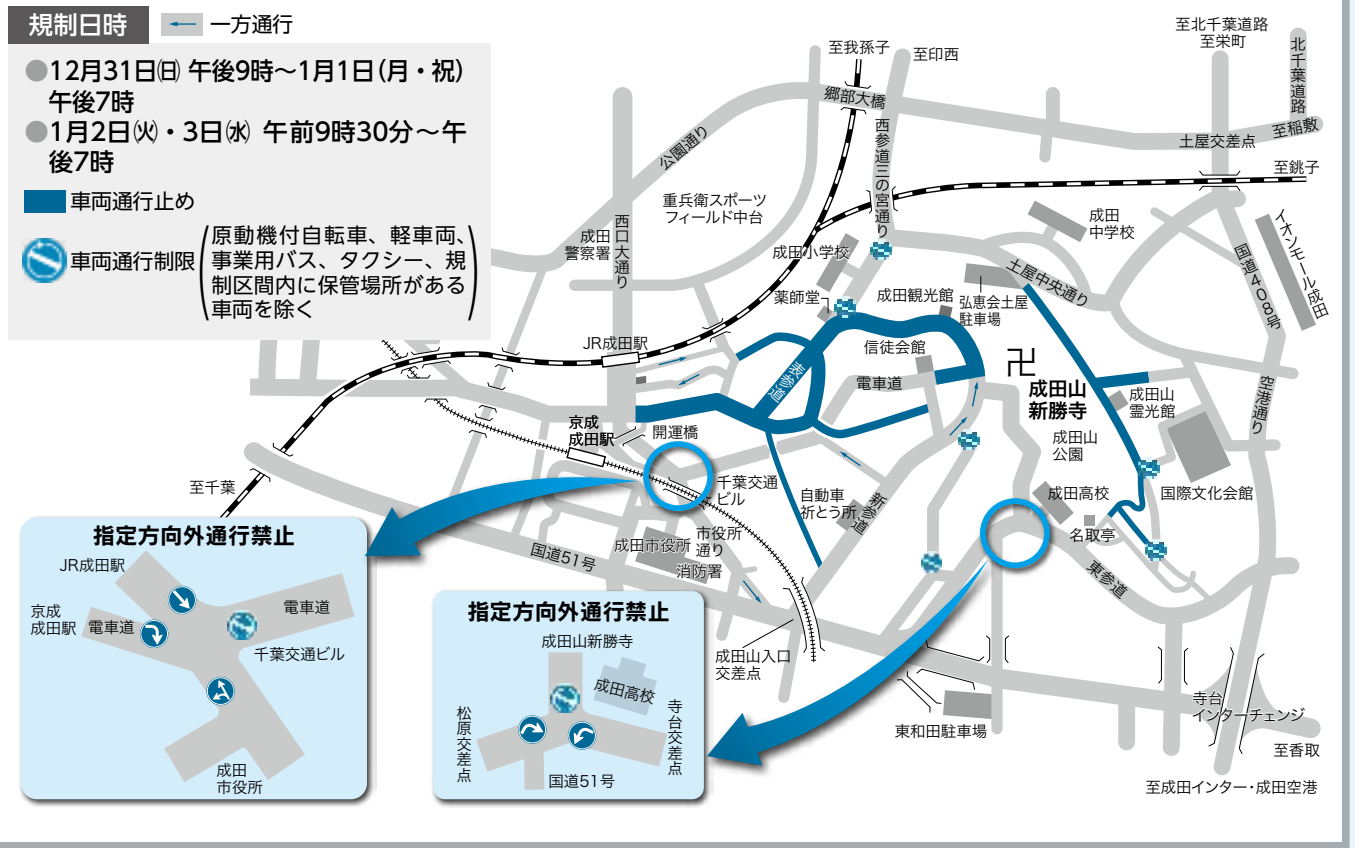 規制日時
一方通行
●12月31日㈰ 午後9時～1月1日(月・祝)
午後7時
●1月2日㈫・3日㈬ 午前9時30分～午
後7時
車両通行止め
車両通行制限
原動機付自転車、軽車両、
事業用バス、タクシー、規
制区間内に保管場所がある
車両を除く
至我孫子
至印西
至北千葉道路
至栄町
北千葉道路
郷部大橋
公園通り
西参道三の宮通り
土屋交差点
至稲敷
至銚子
重兵衛スポーツ
フィールド中台
西口大通り
成田
警察署
成田小学校
成田
中学校
イオンモール成田
国道408号
土屋中央通り
薬師堂
成田観光館
弘恵会土屋
駐車場
JR成田駅
信徒会館
表参道
電車道
卍
成田山
新勝寺
成田山
霊光館
空港通り
京成
成田駅
開運橋
成田山
公園
至千葉
千葉交通
ビル
自動車
祈とう所
新参道
成田高校
国際文化会館
名取亭
国道51号
成田市役所
市役所
通り
消防署
東参道
成田山入口
交差点
東和田駐車場
寺台
インターチェンジ
至香取
至成田インター・成田空港
指定方向外通行禁止
JR成田駅
京成
成田駅
電車道
電車道
千葉交通ビル
成田
市役所
指定方向外通行禁止
成田山新勝寺
成田高校
松原交差点
寺台交差点
国道51号